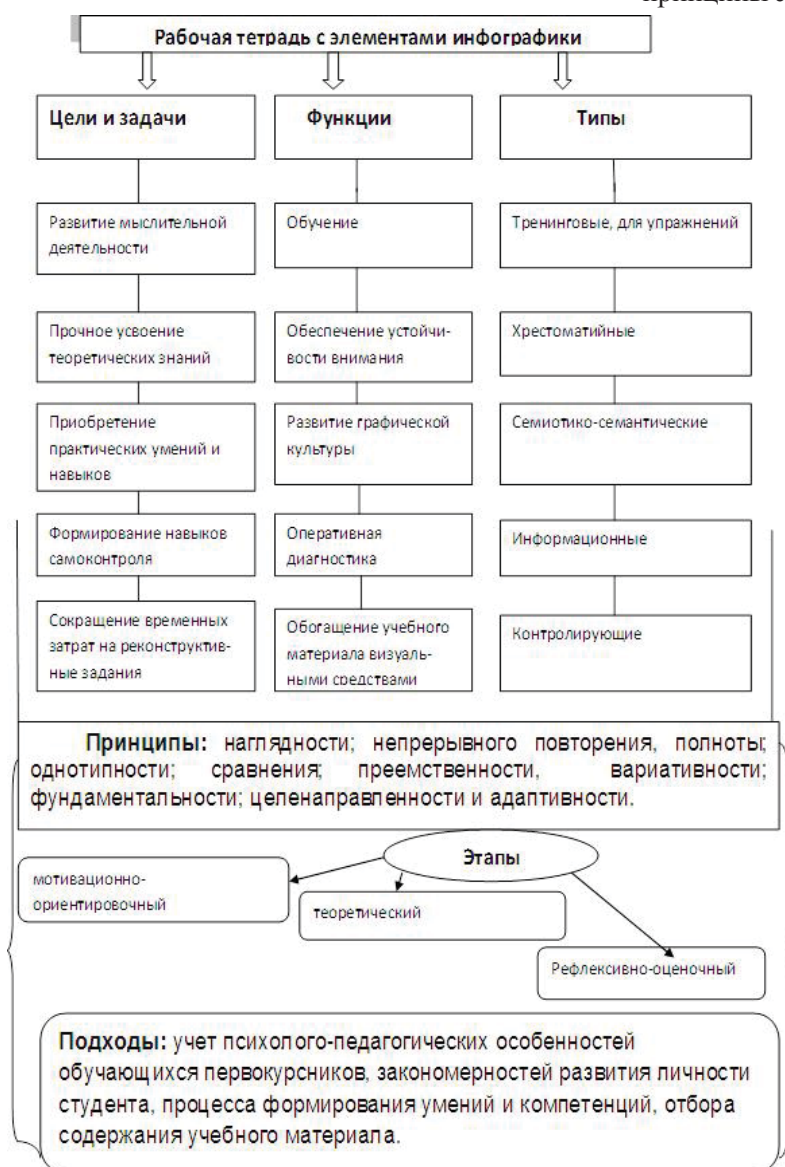 Рабочая тетрадь с элементами инфографики
Цели и задачи
Развитие мыслительной
деятельности
Прочное усвоение
теоретических знаний
Приобретение
практических умений и
навыков
Формирование навыков
самоконтроля
Сокращение временных
затрат на реконструктив-
ные задания
Функции
Обучение
Обеспечение устойчи-
вости внимания
Развитие графической
культуры
Оперативная
диагностика
Обогащение учебного
материала визуаль-
ными средствами
Типы
Тренинговые, для упражнений
Хрестоматийные
Семиотико-семантические
Информационные
Контролирующие
Принципы: наглядности; непрерывного повторения, полноты;
однотипности; сравнения; преемственности, вариативности;
фундаментальности; целенаправленности и адаптивности.
Этапы
мотивационно-
ориентировочный
теоретический
Рефлексивно-оценочный
Подходы: учет психолого-педагогических особенностей
обучающихся первокурсников, закономерностей развития личности
студента, процесса формирования умений и компетенций, отбора
содержания учебного материала.